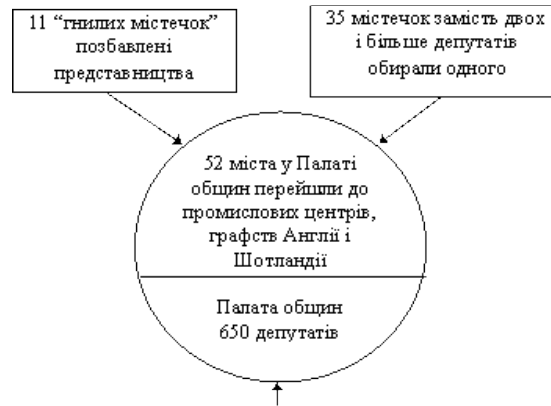 11 “гнилих містечок”
позбавлені
представництва
35 містечок замість двох
і більше депутатів
обирали одного
52 міста у Палаті
общин перейшли до
промислових центрів,
графств Англії і
Шотландії
Палата общин
650 депутатів